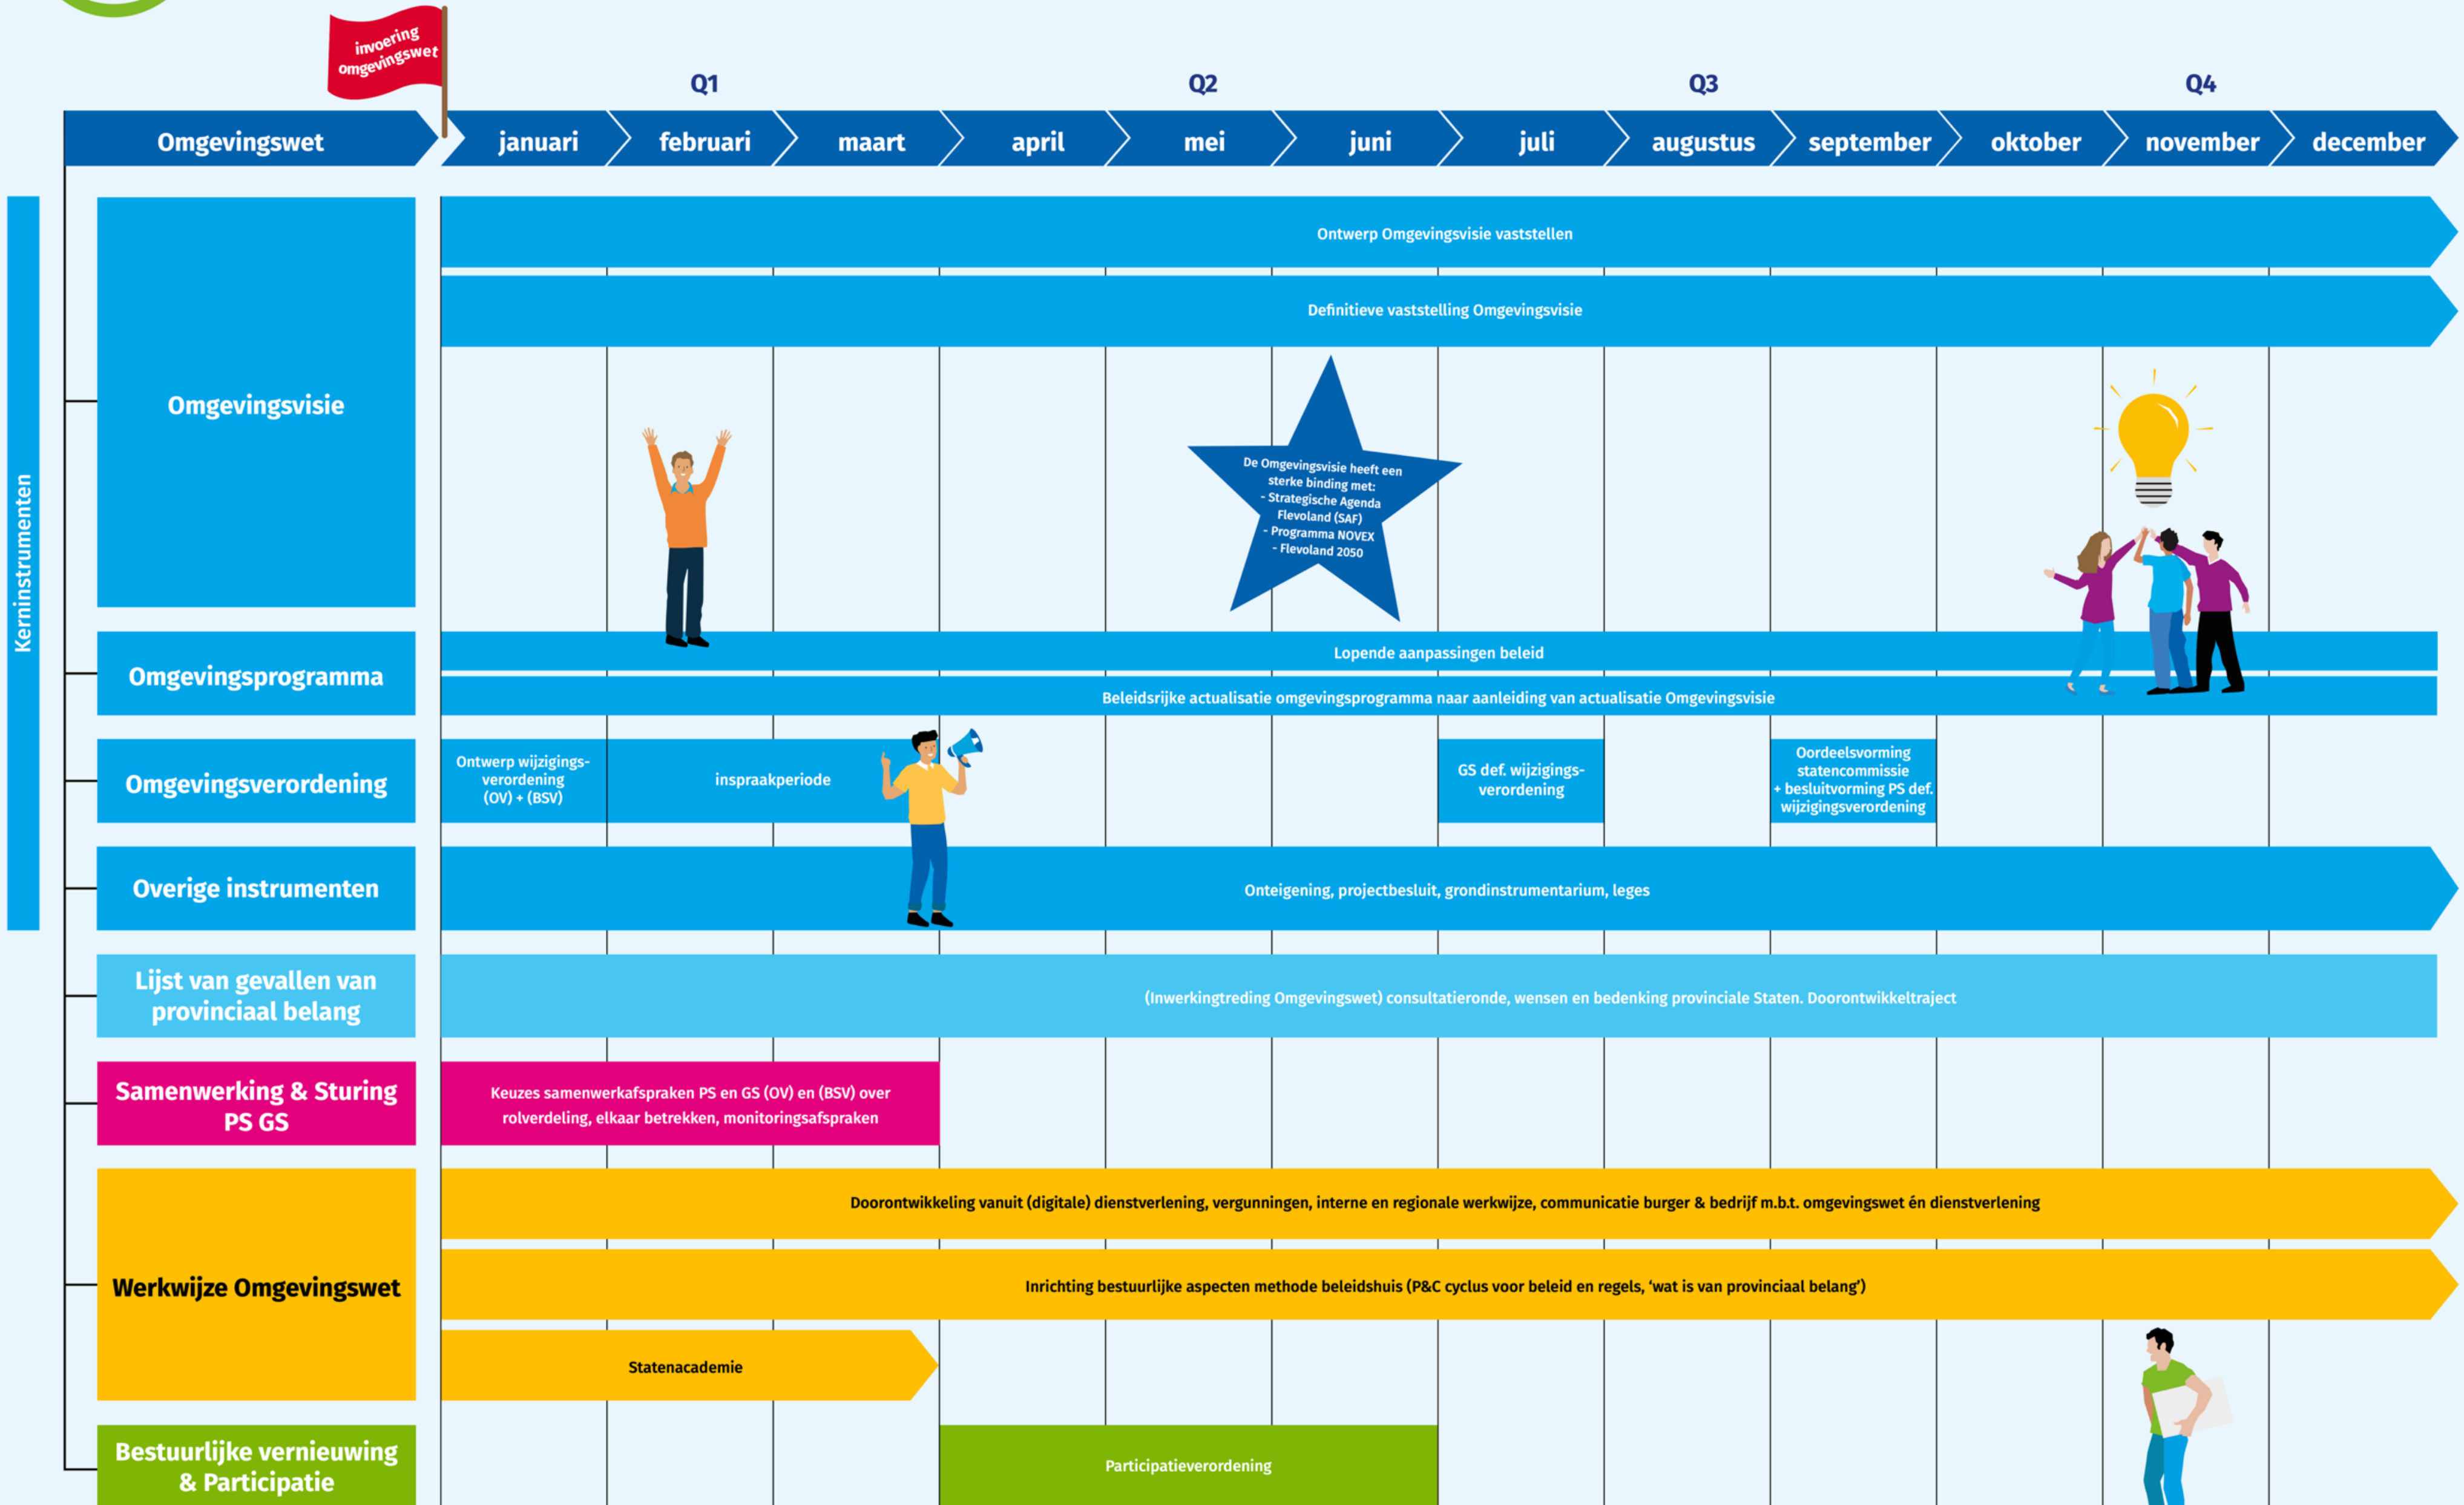 invoering
omgevingswet
Q1
Q2
Q3
Q4
Omgevingswet
januari
februari
maart
april
mei
juni
juli
augustus
september
oktober
november
december
Kerninstrumenten
Omgevingsvisie
Ontwerp Omgevingsvisie vaststellen
Definitieve vaststelling Omgevingsvisie
De Omgevingsvisie heeft een
sterke binding met:
- Strategische Agenda
Flevoland (SAF)
- Programma NOVEX
- Flevoland 2050
Omgevingsprogramma
Lopende aanpassingen beleid
Beleidsrijke actualisatie omgevingsprogramma naar aanleiding van actualisatie Omgevingsvisie
Omgevingsverordening
Ontwerp wijzigings-
verordening
(OV) + (BSV)
inspraakperiode
GS def. wijzigings-
verordening
Oordeelsvorming
statencommissie
+ besluitvorming PS def.
wijzigingsverordening
Overige instrumenten
Onteigening, projectbesluit, grondinstrumentarium, leges
Lijst van gevallen van
provinciaal belang
(Inwerkingtreding Omgevingswet) consultatieronde, wensen en bedenking provinciale Staten. Doorontwikkeltraject
Samenwerking & Sturing
PS GS
Keuzes samenwerkafspraken PS en GS (OV) en (BSV) over
rolverdeling, elkaar betrekken, monitoringsafspraken
Werkwijze Omgevingswet
Doorontwikkeling vanuit (digitale) dienstverlening, vergunningen, interne en regionale werkwijze, communicatie burger & bedrijf m.b.t. omgevingswet én dienstverlening
Inrichting bestuurlijke aspecten methode beleidshuis (P&C cyclus voor beleid en regels, ‘wat is van provinciaal belang’)
Statenacademie
Bestuurlijke vernieuwing
& Participatie
Participatieverordening